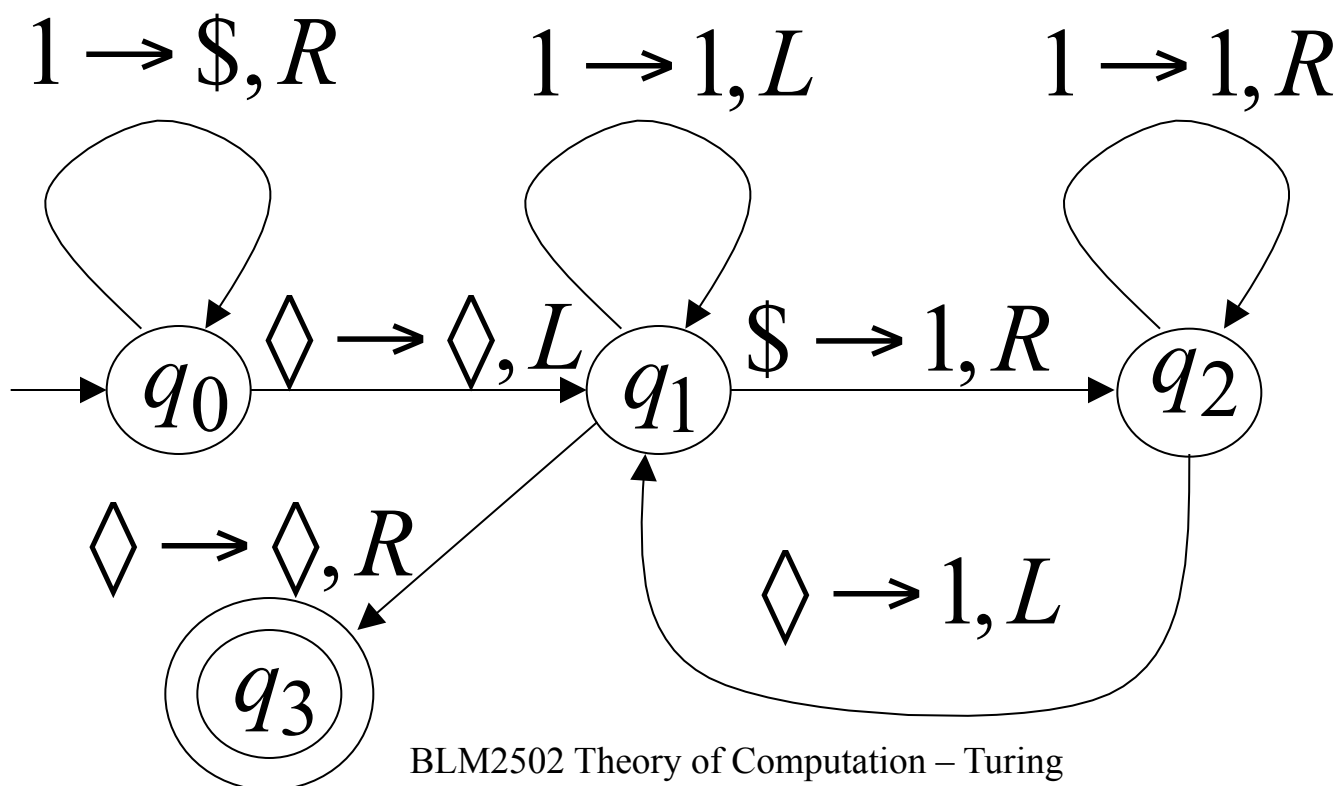 1 → $, R
1 → 1, L
1 → 1, R
◊ → ◊, L
$ → 1, R
q0
q1
q2
◊ → ◊, R
◊ → 1, L
q3
BLM2502 Theory of Computation – Turing